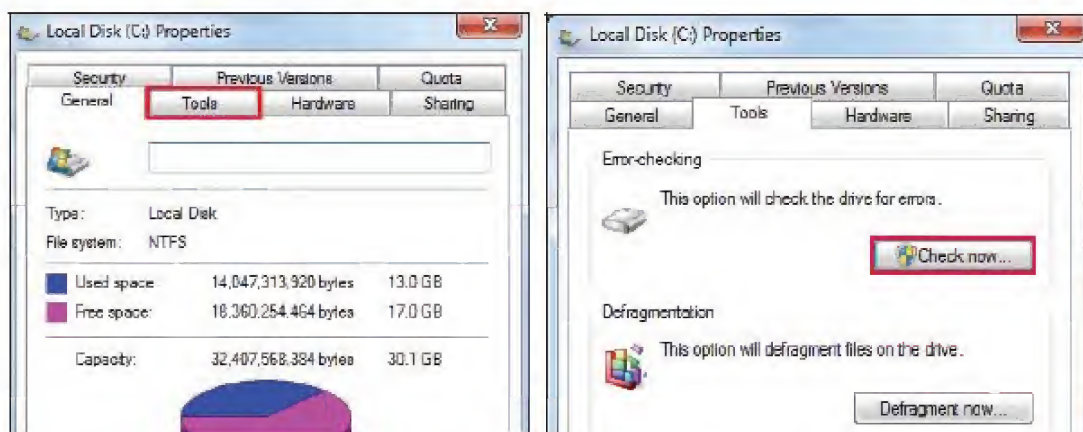 Local Disk (C:) Properties
Security Previous Versions Quota
General Tools Hardware Sharing
Type: Local Disk
File system: NTFS
Used space 14,047,313,920 bytes 13.0 GB
Free space: 18,360,254,464 bytes 17.0 GB
Capacity: 32,407,568,384 bytes 30.1 GB
Local Disk (C:) Properties
Security Previous Versions Quota
General Tools Hardware Sharing
Error-checking
This option will check the drive for errors.
Check now...
Defragmentation
This option will defragment files on the drive.
Defragment now...